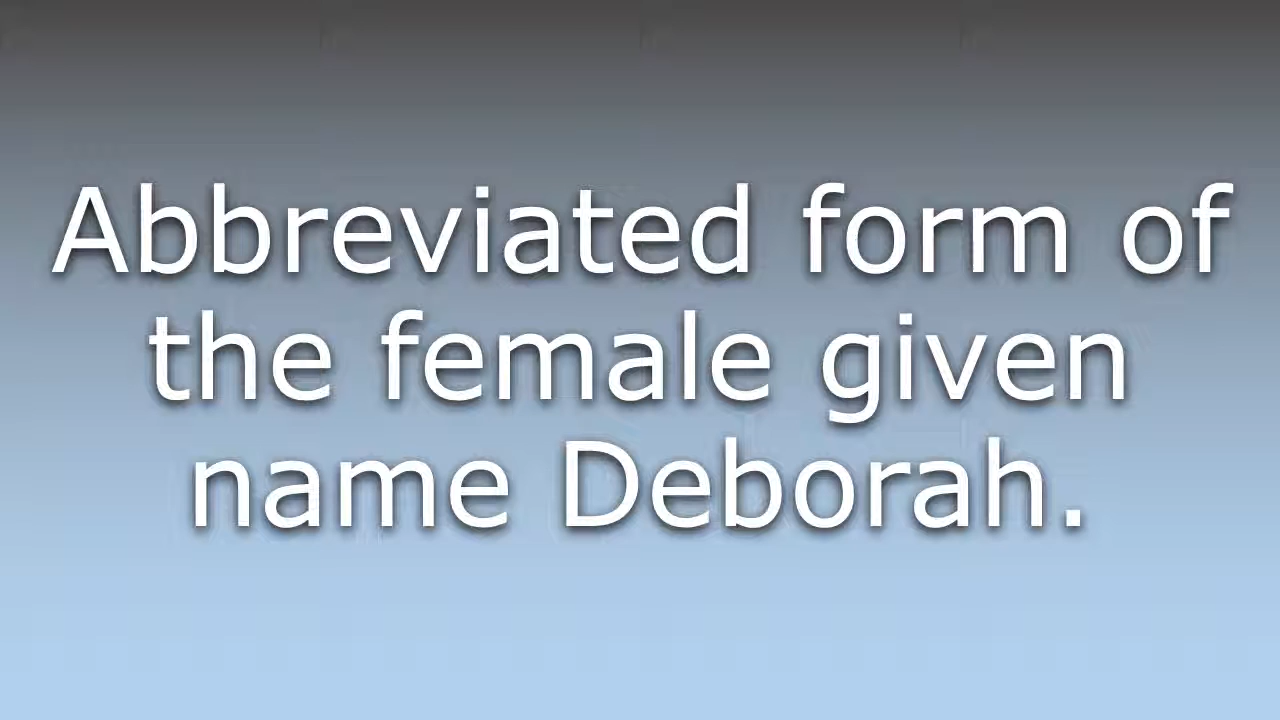 Abbreviated form of
the female given
name Deborah.